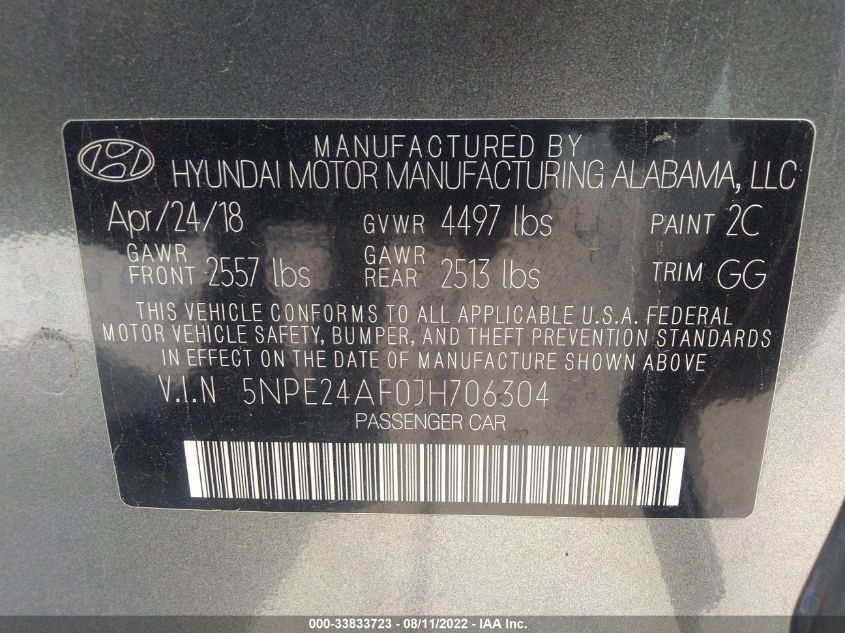 MANUFACTURED BY
HYUNDAI MOTOR MANUFACTURING ALABAMA, LLC
Apr/24/18 GVWR 4497 lbs PAINT 2C
GAWR FRONT 2557 lbs GAWR REAR 2513 lbs TRIM GG
THIS VEHICLE CONFORMS TO ALL APPLICABLE U.S.A. FEDERAL
MOTOR VEHICLE SAFETY, BUMPER, AND THEFT PREVENTION STANDARDS
IN EFFECT ON THE DATE OF MANUFACTURE SHOWN ABOVE.
V.I.N 5NPE24AF0JH706304
PASSENGER CAR
000-33833723 - 08/11/2022 - IAA Inc.